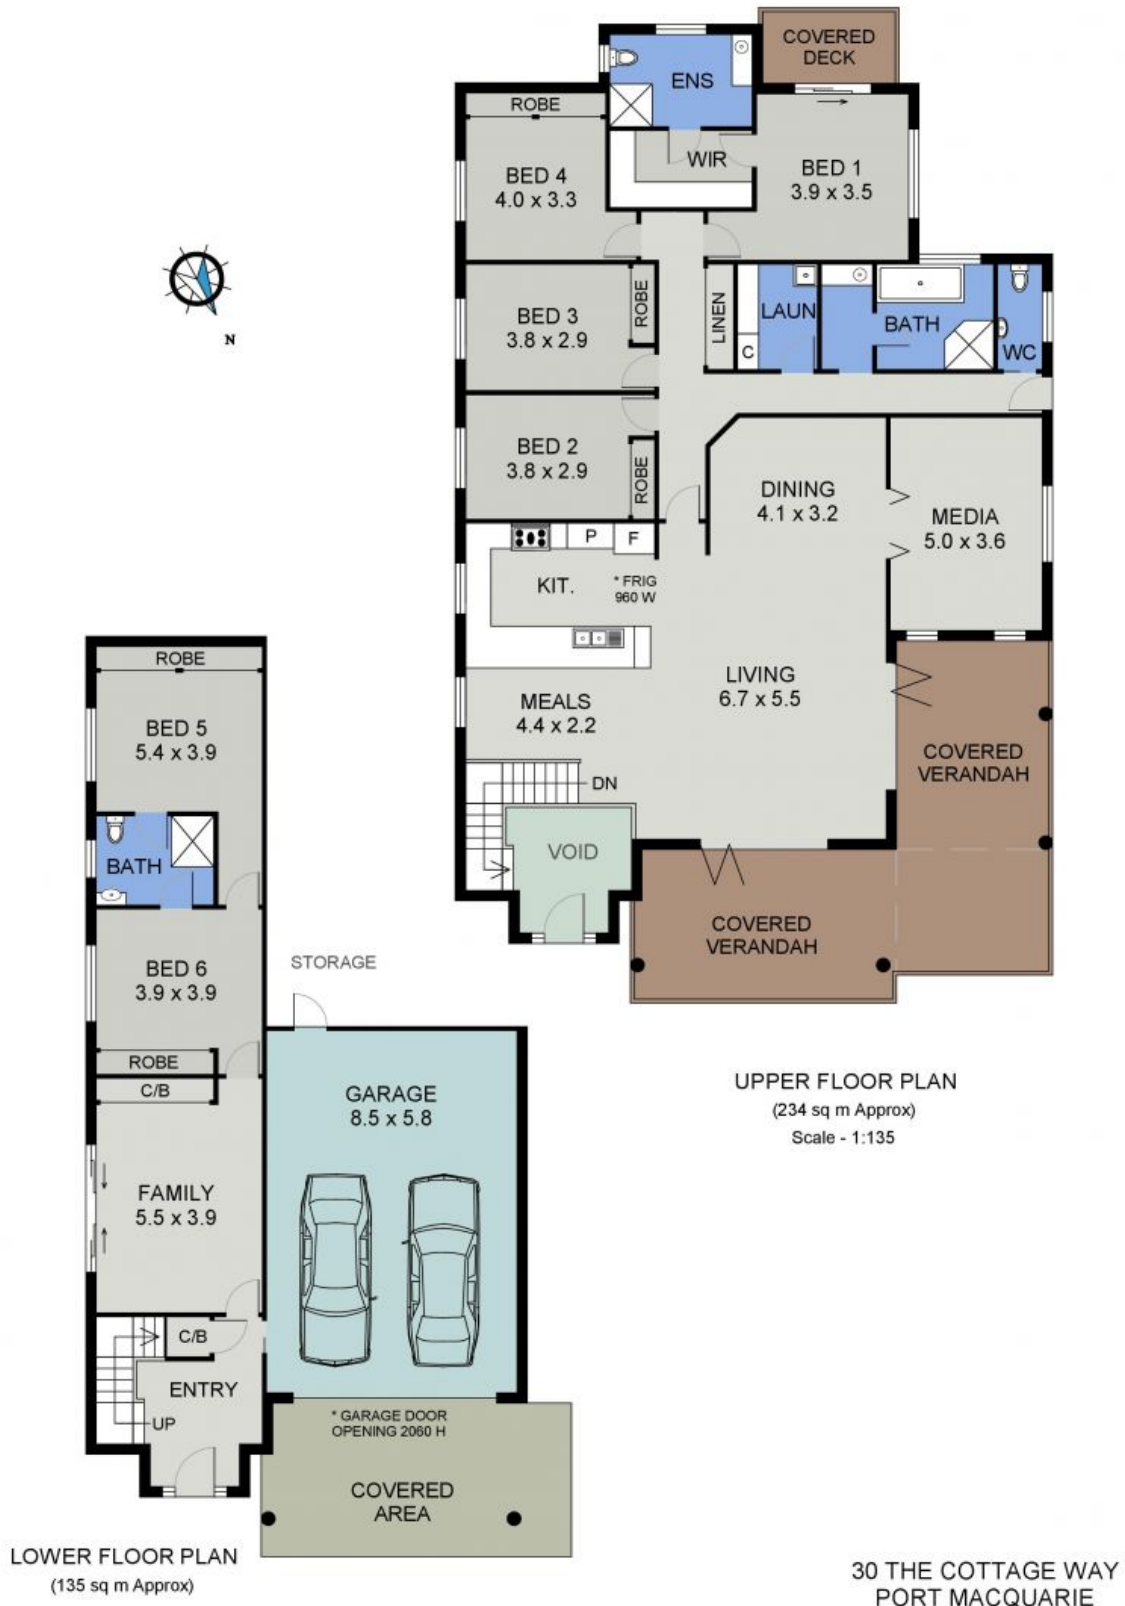 COVERED
DECK
ENS
ROBE
WIR
BED 4
4.0 x 3.3
BED 1
3.9 x 3.5
N
BED 3
3.8 x 2.9
ROBE
LINEN
LAUN
C
BATH
WC
BED 2
3.8 x 2.9
ROBE
DINING
4.1 x 3.2
MEDIA
5.0 x 3.6
P
F
KIT.
* FRIG
960 W
LIVING
6.7 x 5.5
MEALS
4.4 x 2.2
DN
VOID
COVERED
VERANDAH
COVERED
VERANDAH
UPPER FLOOR PLAN
(234 sq m Approx)
Scale - 1:135
ROBE
BED 5
5.4 x 3.9
BATH
BED 6
3.9 x 3.9
ROBE
C/B
STORAGE
GARAGE
8.5 x 5.8
FAMILY
5.5 x 3.9
C/B
ENTRY
UP
* GARAGE DOOR
OPENING 2060 H
COVERED
AREA
LOWER FLOOR PLAN
(135 sq m Approx)
30 THE COTTAGE WAY
PORT MACQUARIE